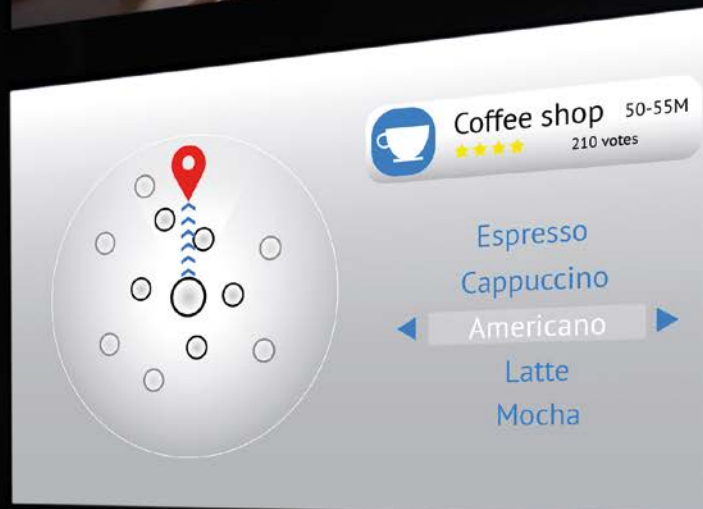 Coffee shop 50-55M
210 votes
Espresso
Cappuccino
Americano
Latte
Mocha